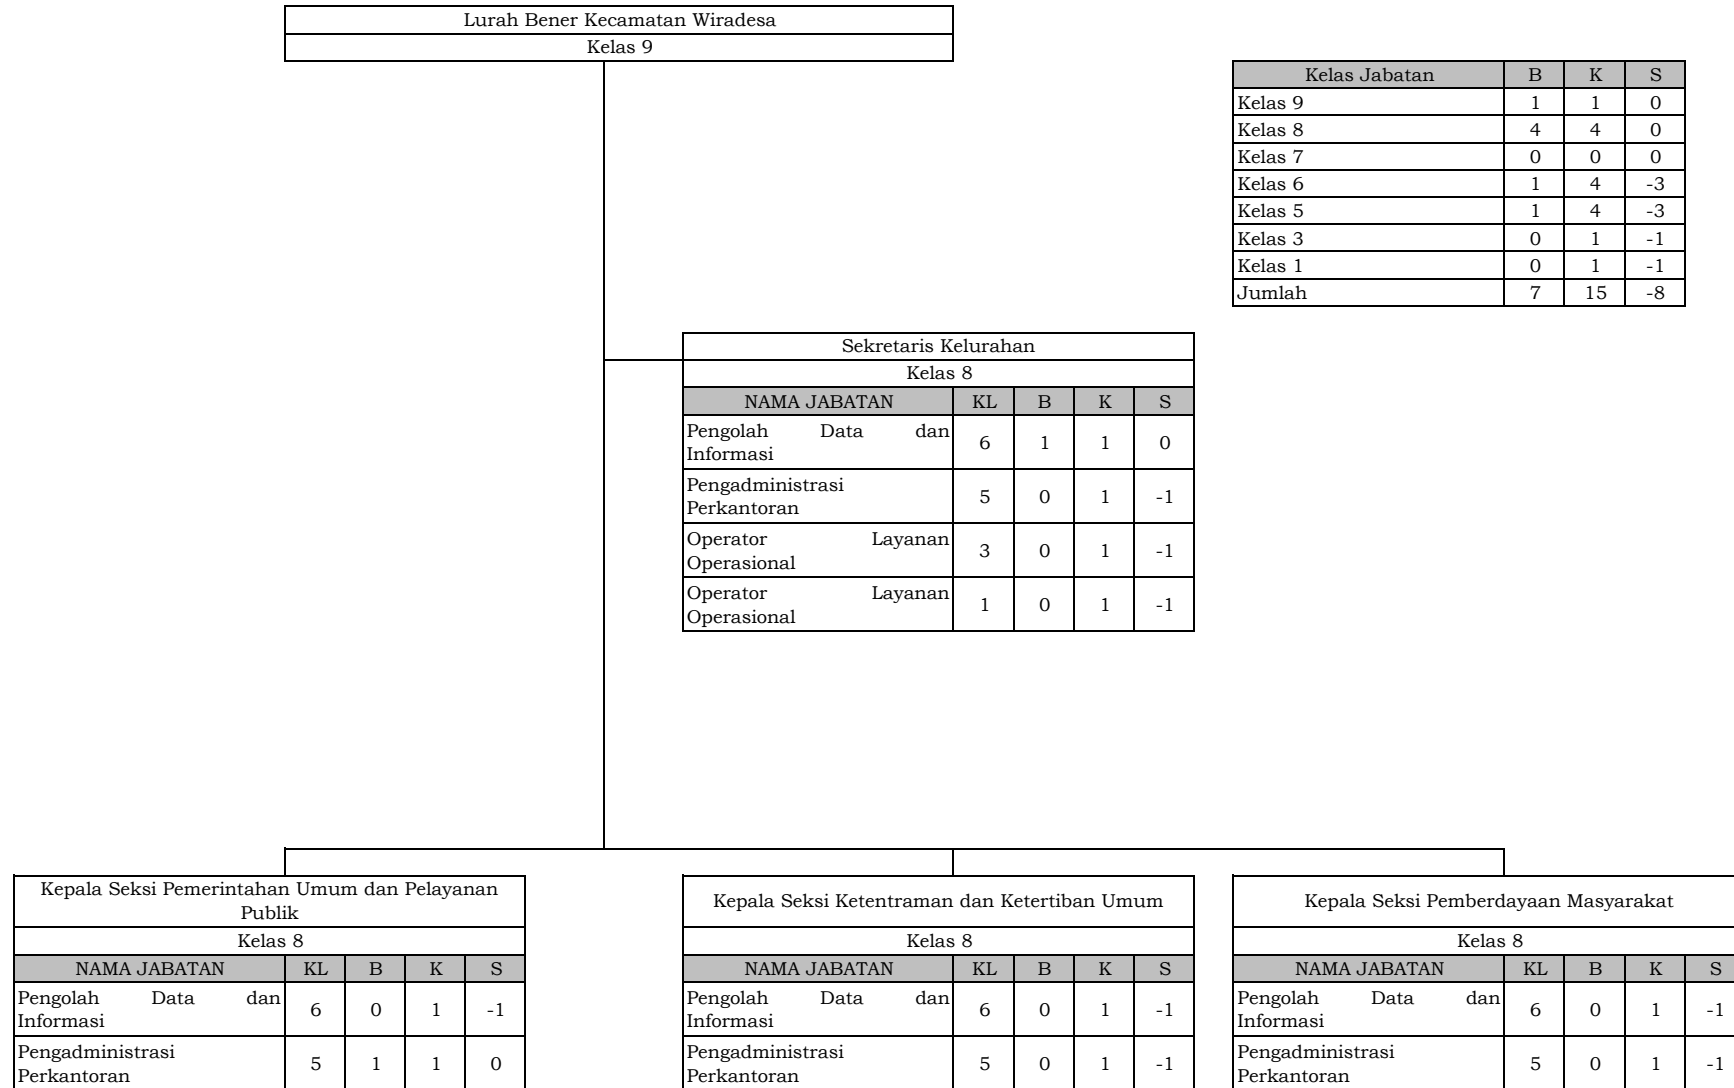 Lurah Bener Kecamatan Wiradesa
Kelas 9
Kelas Jabatan B K S
Kelas 9 1 1 0
Kelas 8 4 4 0
Kelas 7 0 0 0
Kelas 6 1 4 -3
Kelas 5 1 4 -3
Kelas 3 0 1 -1
Kelas 1 0 1 -1
Jumlah 7 15 -8
Sekretaris Kelurahan
Kelas 8
NAMA JABATAN KL B K S
Pengolah Data dan
Informasi 6 1 1 0
Pengadministrasi
Perkantoran 5 0 1 -1
Operator Layanan
Operasional 3 0 1 -1
Operator Layanan
Operasional 1 0 1 -1
Kepala Seksi Pemerintahan Umum dan Pelayanan
Publik
Kelas 8
NAMA JABATAN KL B K S
Pengolah Data dan
Informasi 6 0 1 -1
Pengadministrasi
Perkantoran 5 1 1 0
Kepala Seksi Ketentraman dan Ketertiban Umum
Kelas 8
NAMA JABATAN KL B K S
Pengolah Data dan
Informasi 6 0 1 -1
Pengadministrasi
Perkantoran 5 0 1 -1
Kepala Seksi Pemberdayaan Masyarakat
Kelas 8
NAMA JABATAN KL B K S
Pengolah Data dan
Informasi 6 0 1 -1
Pengadministrasi
Perkantoran 5 0 1 -1